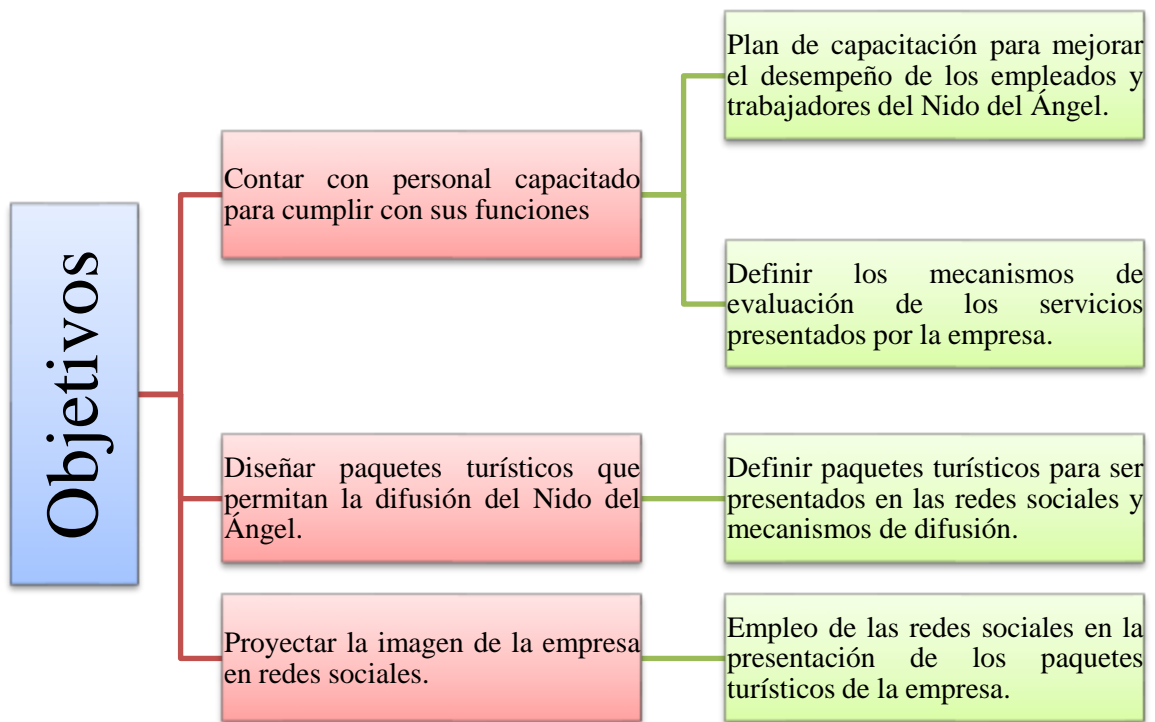 Objetivos
Contar con personal capacitado
para cumplir con sus funciones
Plan de capacitación para mejorar
el desempeño de los empleados y
trabajadores del Nido del Ángel.
Definir los mecanismos de
evaluación de los servicios
presentados por la empresa.
Diseñar paquetes turísticos que
permitan la difusión del Nido del
Ángel.
Definir paquetes turísticos para ser
presentados en las redes sociales y
mecanismos de difusión.
Proyectar la imagen de la empresa
en redes sociales.
Empleo de las redes sociales en la
presentación de los paquetes
turísticos de la empresa.